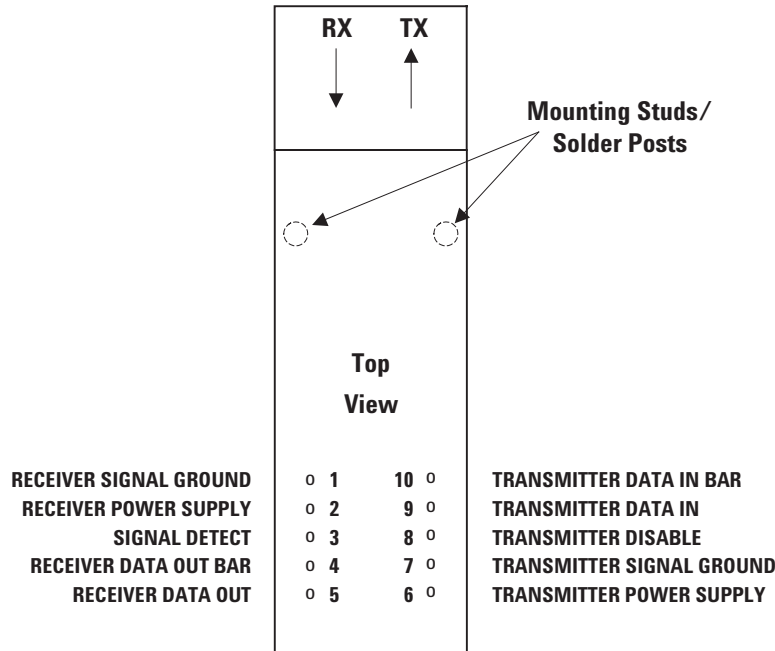 RX TX
Mounting Studs/
Solder Posts
Top
View
RECEIVER SIGNAL GROUND o 1 10 o TRANSMITTER DATA IN BAR
RECEIVER POWER SUPPLY o 2 9 o TRANSMITTER DATA IN
SIGNAL DETECT o 3 8 o TRANSMITTER DISABLE
RECEIVER DATA OUT BAR o 4 7 o TRANSMITTER SIGNAL GROUND
RECEIVER DATA OUT o 5 6 o TRANSMITTER POWER SUPPLY